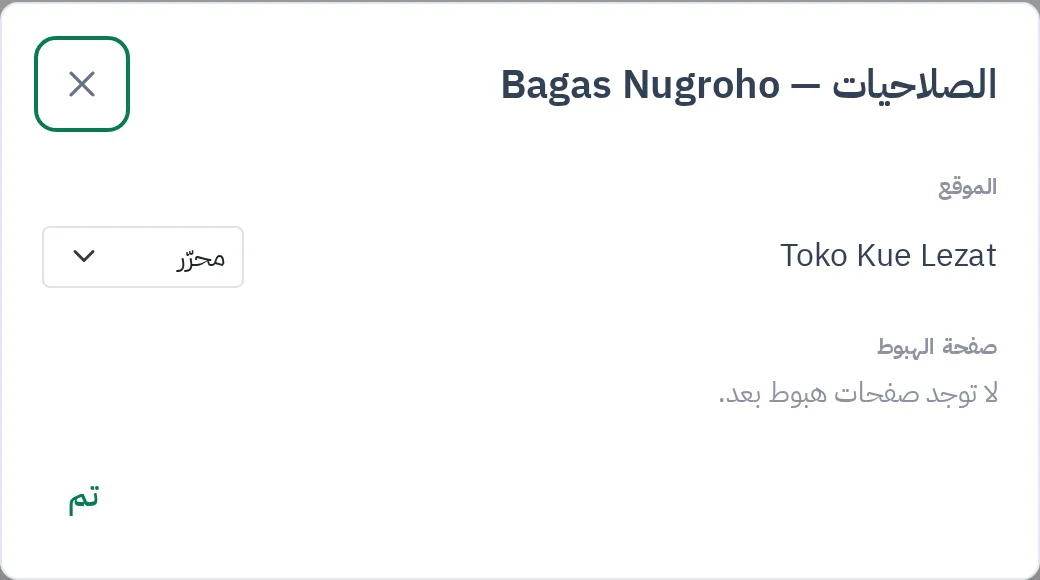 الصلاحيات — Bagas Nugroho
الموقع
Toko Kue Lezat
محرّر
صفحة الهبوط
لا توجد صفحات هبوط بعد.
تم